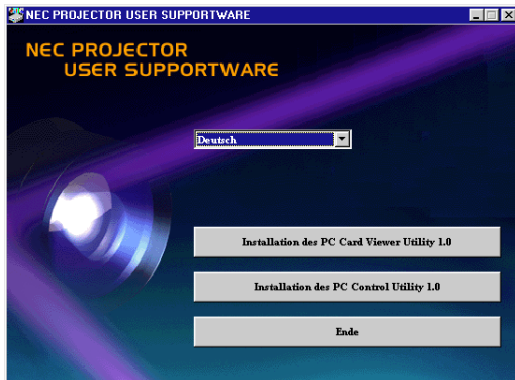 NEC PROJECTOR USER SUPPORTWARE
NEC PROJECTOR
USER SUPPORTWARE
Deutsch
Installation des PC Card Viewer Utility 1.0
Installation des PC Control Utility 1.0
Ende